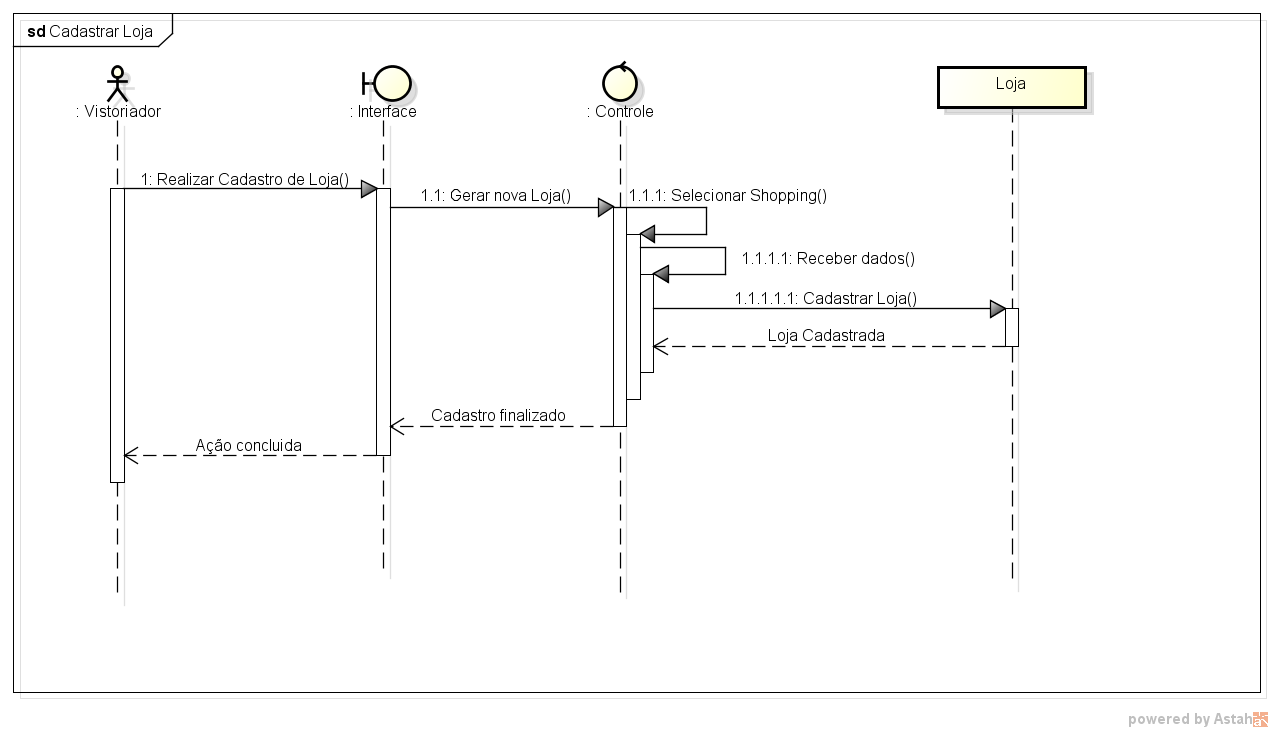 sd Cadastrar Loja
: Vistoriador
: Interface
: Controle
Loja
1: Realizar Cadastro de Loja()
1.1: Gerar nova Loja()
1.1.1: Selecionar Shopping()
1.1.1.1: Receber dados()
1.1.1.1.1: Cadastrar Loja()
Loja Cadastrada
Cadastro finalizado
Ação concluida
powered by Astah